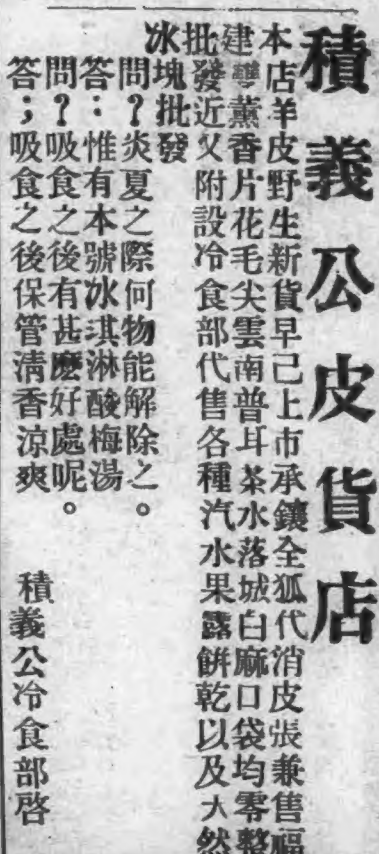 積義公皮貨店
本店羊皮野生新貨早已上市承鑲全狐代消皮張兼售福
建雙薰香片花毛尖雲南普耳茶水落城白麻口袋均零整
批發近又附設冷食部代售各種汽水果露餅乾以及大然
冰塊批發
問？炎夏之際何物能解除之。
答：惟有本號冰淇淋酸梅湯
問？吸食之後有甚麽好處呢。
答；吸食之後保管清香涼爽
積義公冷食部啓